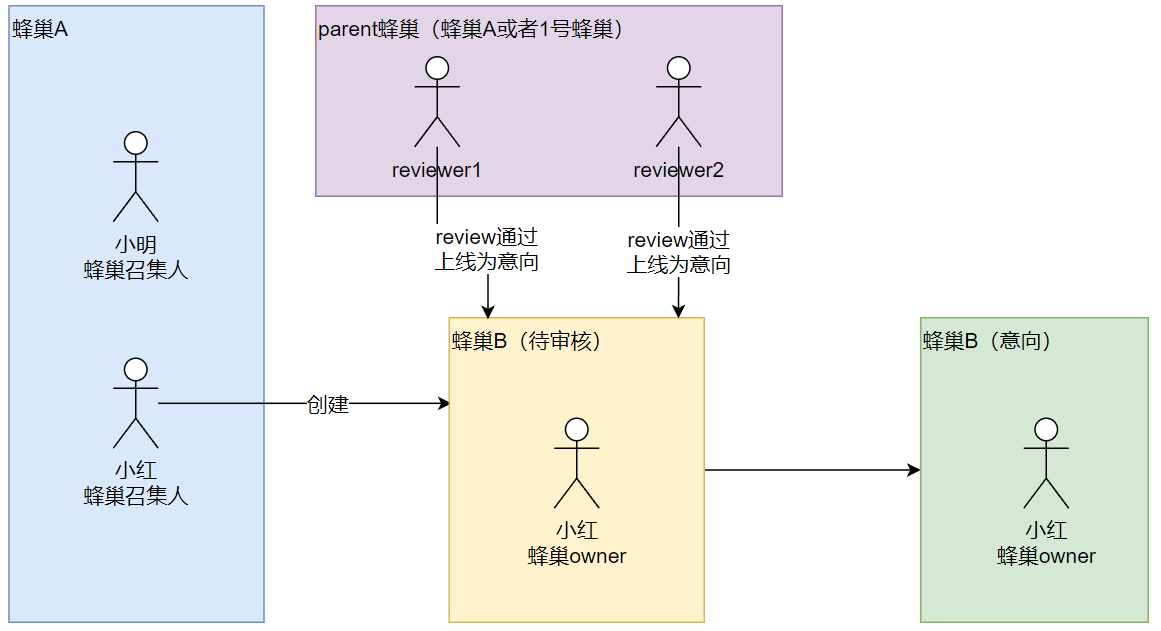 蜂巢A
小明
蜂巢召集人
小红
蜂巢召集人
parent蜂巢（蜂巢A或者1号蜂巢）
reviewer1
reviewer2
review通过
上线为意向
review通过
上线为意向
创建
蜂巢B（待审核）
小红
蜂巢owner
蜂巢B（意向）
小红
蜂巢owner